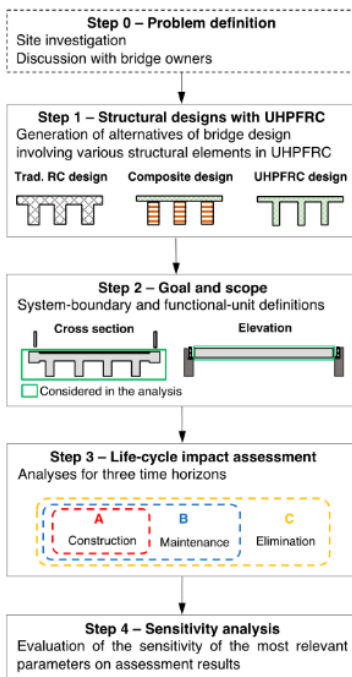 Step 0 – Problem definition
Site investigation
Discussion with bridge owners
Step 1 – Structural designs with UHPFRC
Generation of alternatives of bridge design
involving various structural elements in UHPFRC
Trad. RC design Composite design UHPFRC design
Step 2 – Goal and scope
System-boundary and functional-unit definitions
Cross section Elevation
Considered in the analysis
Step 3 – Life-cycle impact assessment
Analyses for three time horizons
A B C
Construction Maintenance Elimination
Step 4 – Sensitivity analysis
Evaluation of the sensitivity of the most relevant
parameters on assessment results